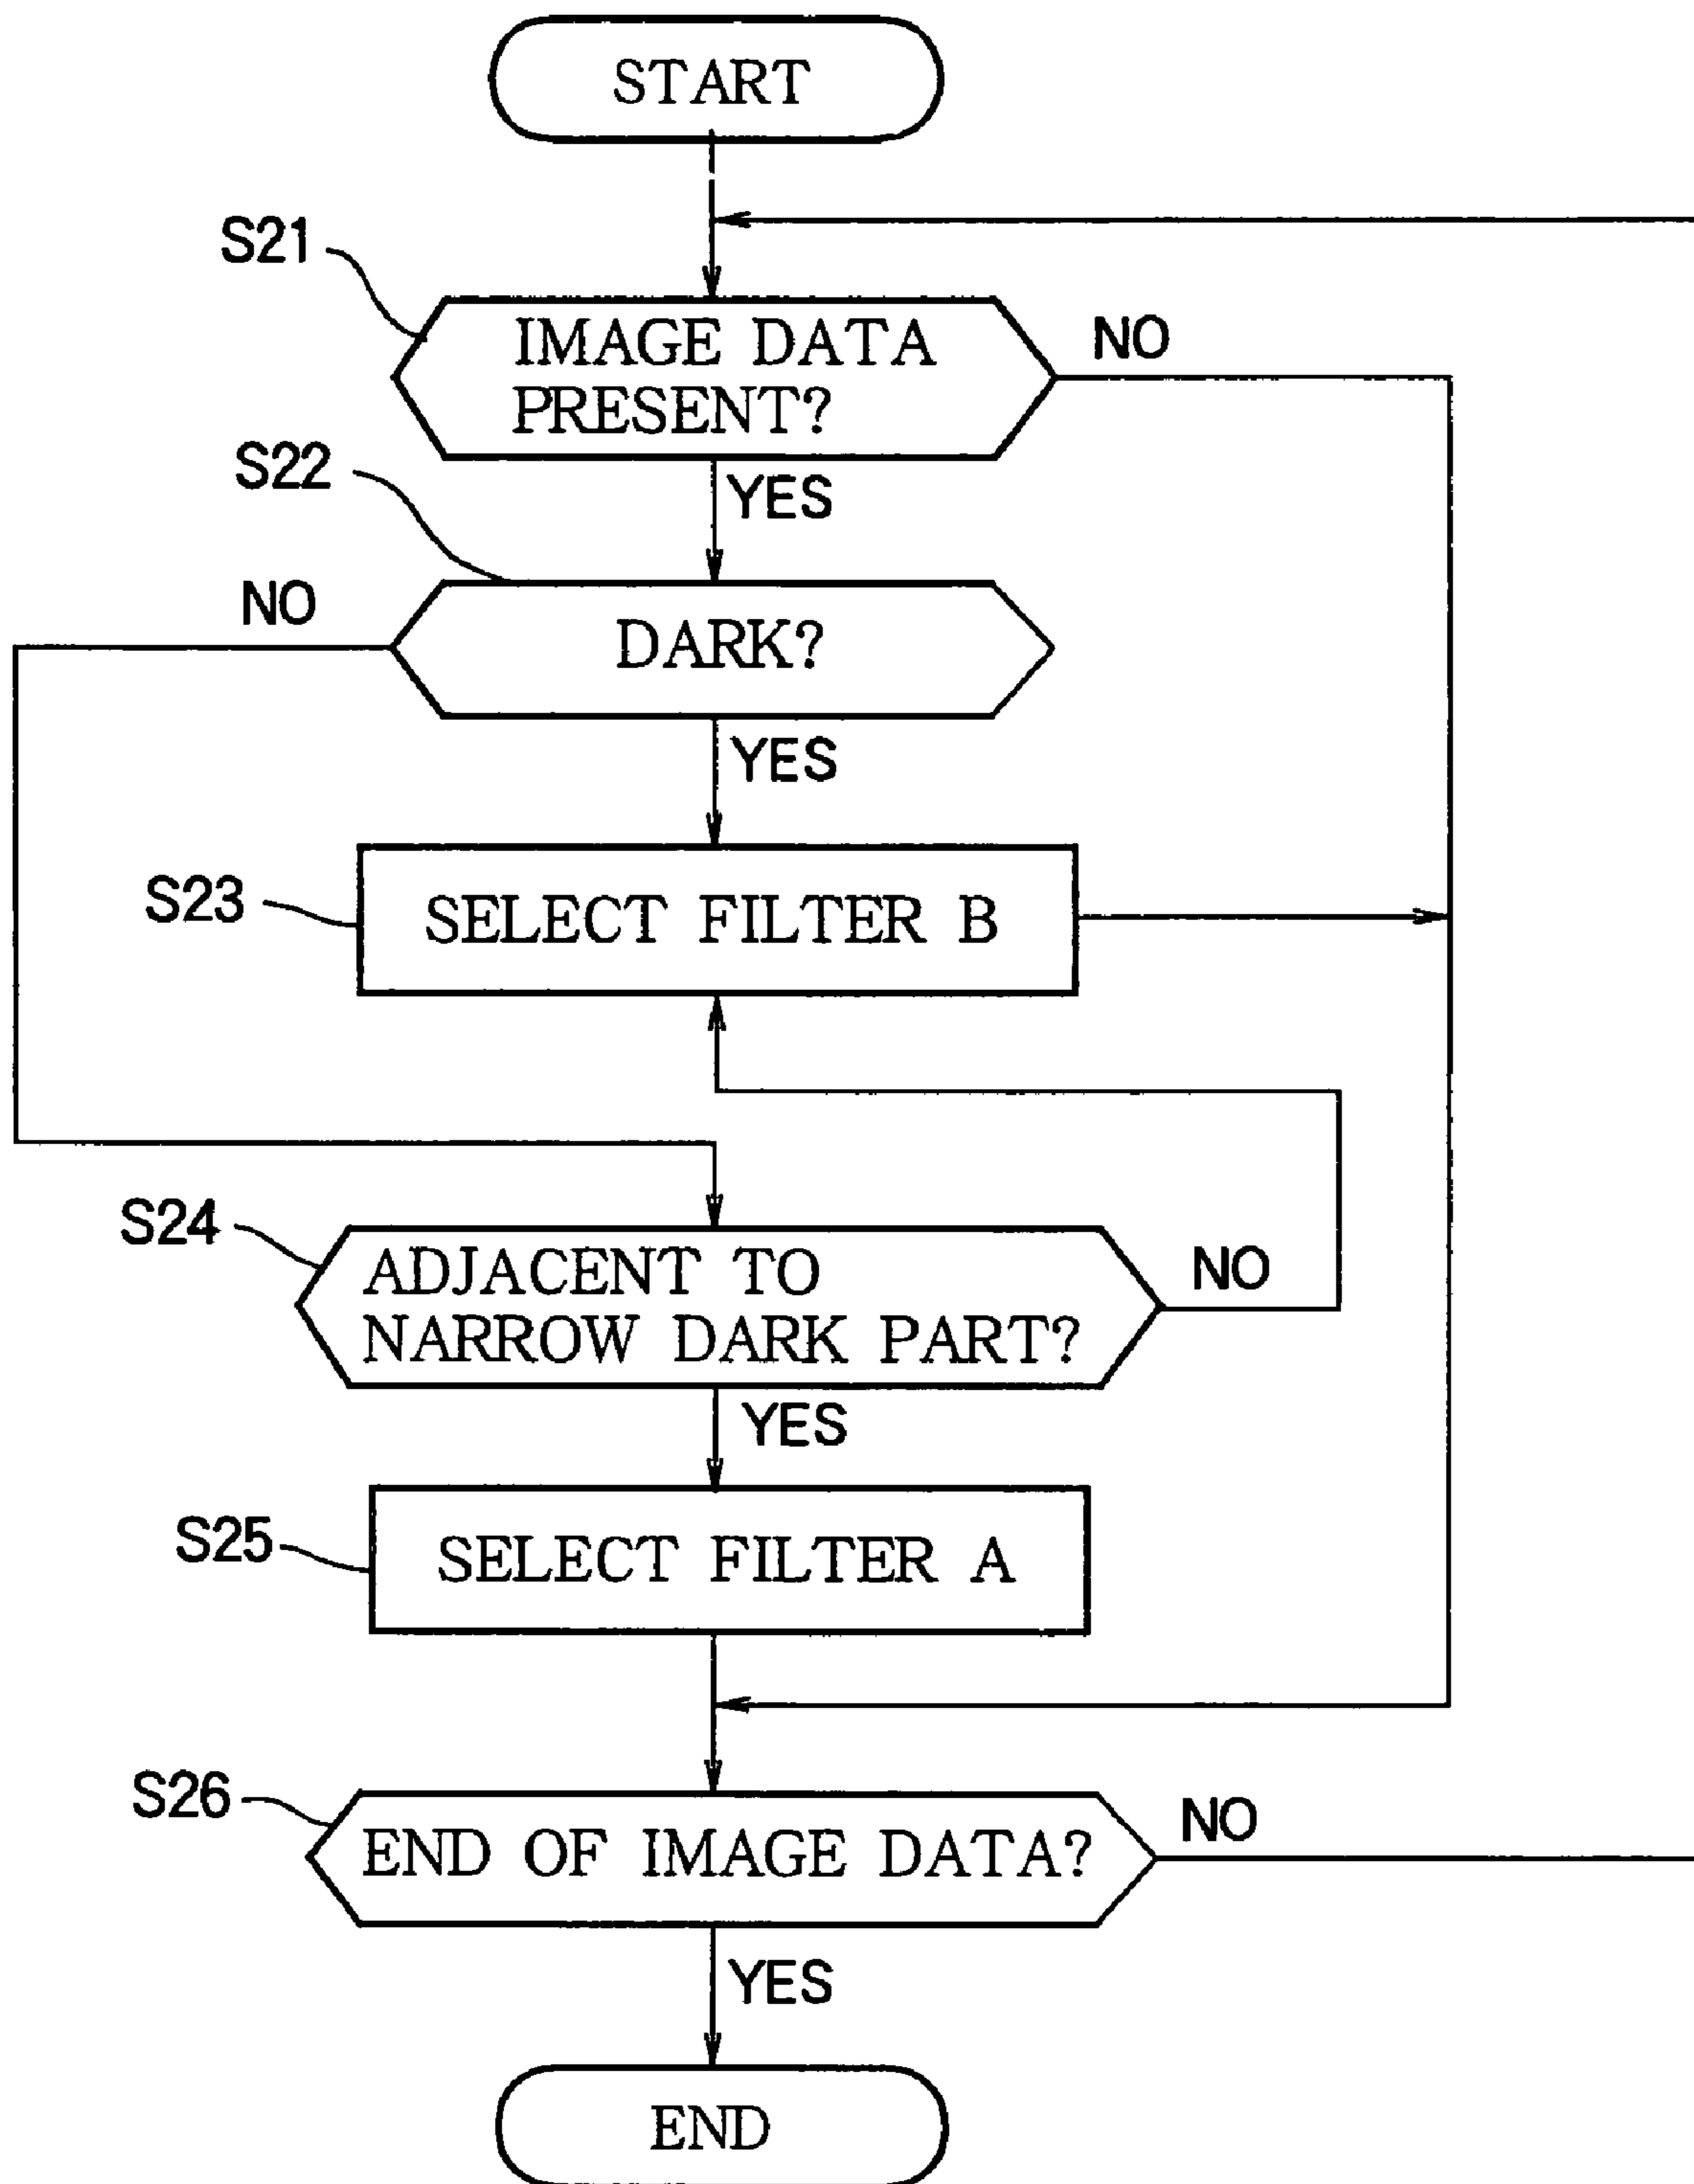 START
S21
IMAGE DATA
PRESENT?
NO
YES
S22
NO
DARK?
YES
S23
SELECT FILTER B
S24
ADJACENT TO
NARROW DARK PART?
NO
YES
S25
SELECT FILTER A
S26
END OF IMAGE DATA?
NO
YES
END